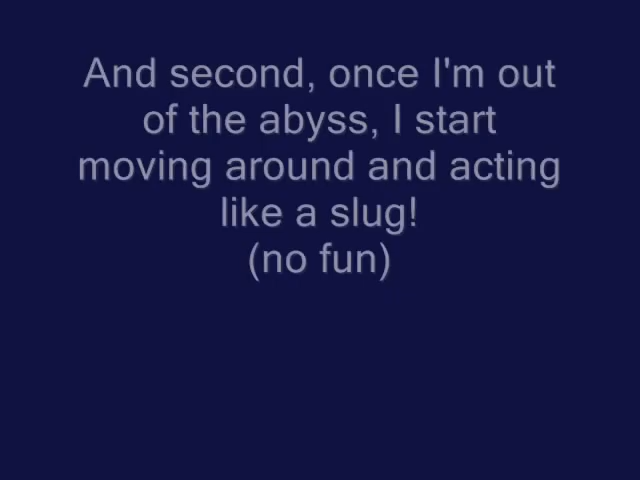 And second, once I'm out
of the abyss, I start
moving around and acting
like a slug!
(no fun)